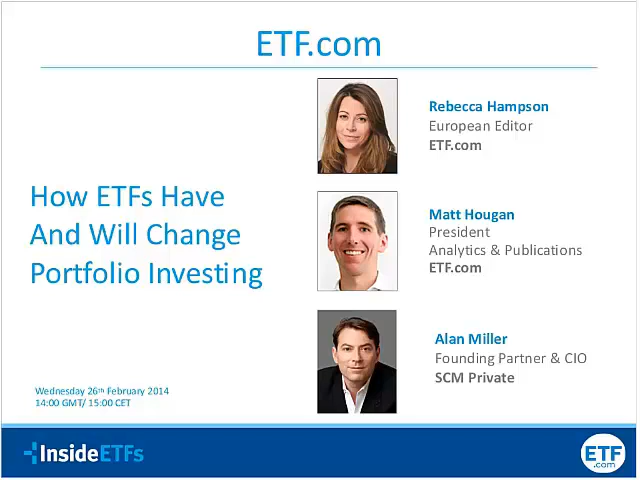 ETF.com
Rebecca Hampson
European Editor
ETF.com
How ETFs Have
And Will Change
Portfolio Investing
Matt Hougan
President
Analytics & Publications
ETF.com
Alan Miller
Founding Partner & CIO
SCM Private
Wednesday 26th February 2014
14:00 GMT/ 15:00 CET
InsideETFs
ETF
.com